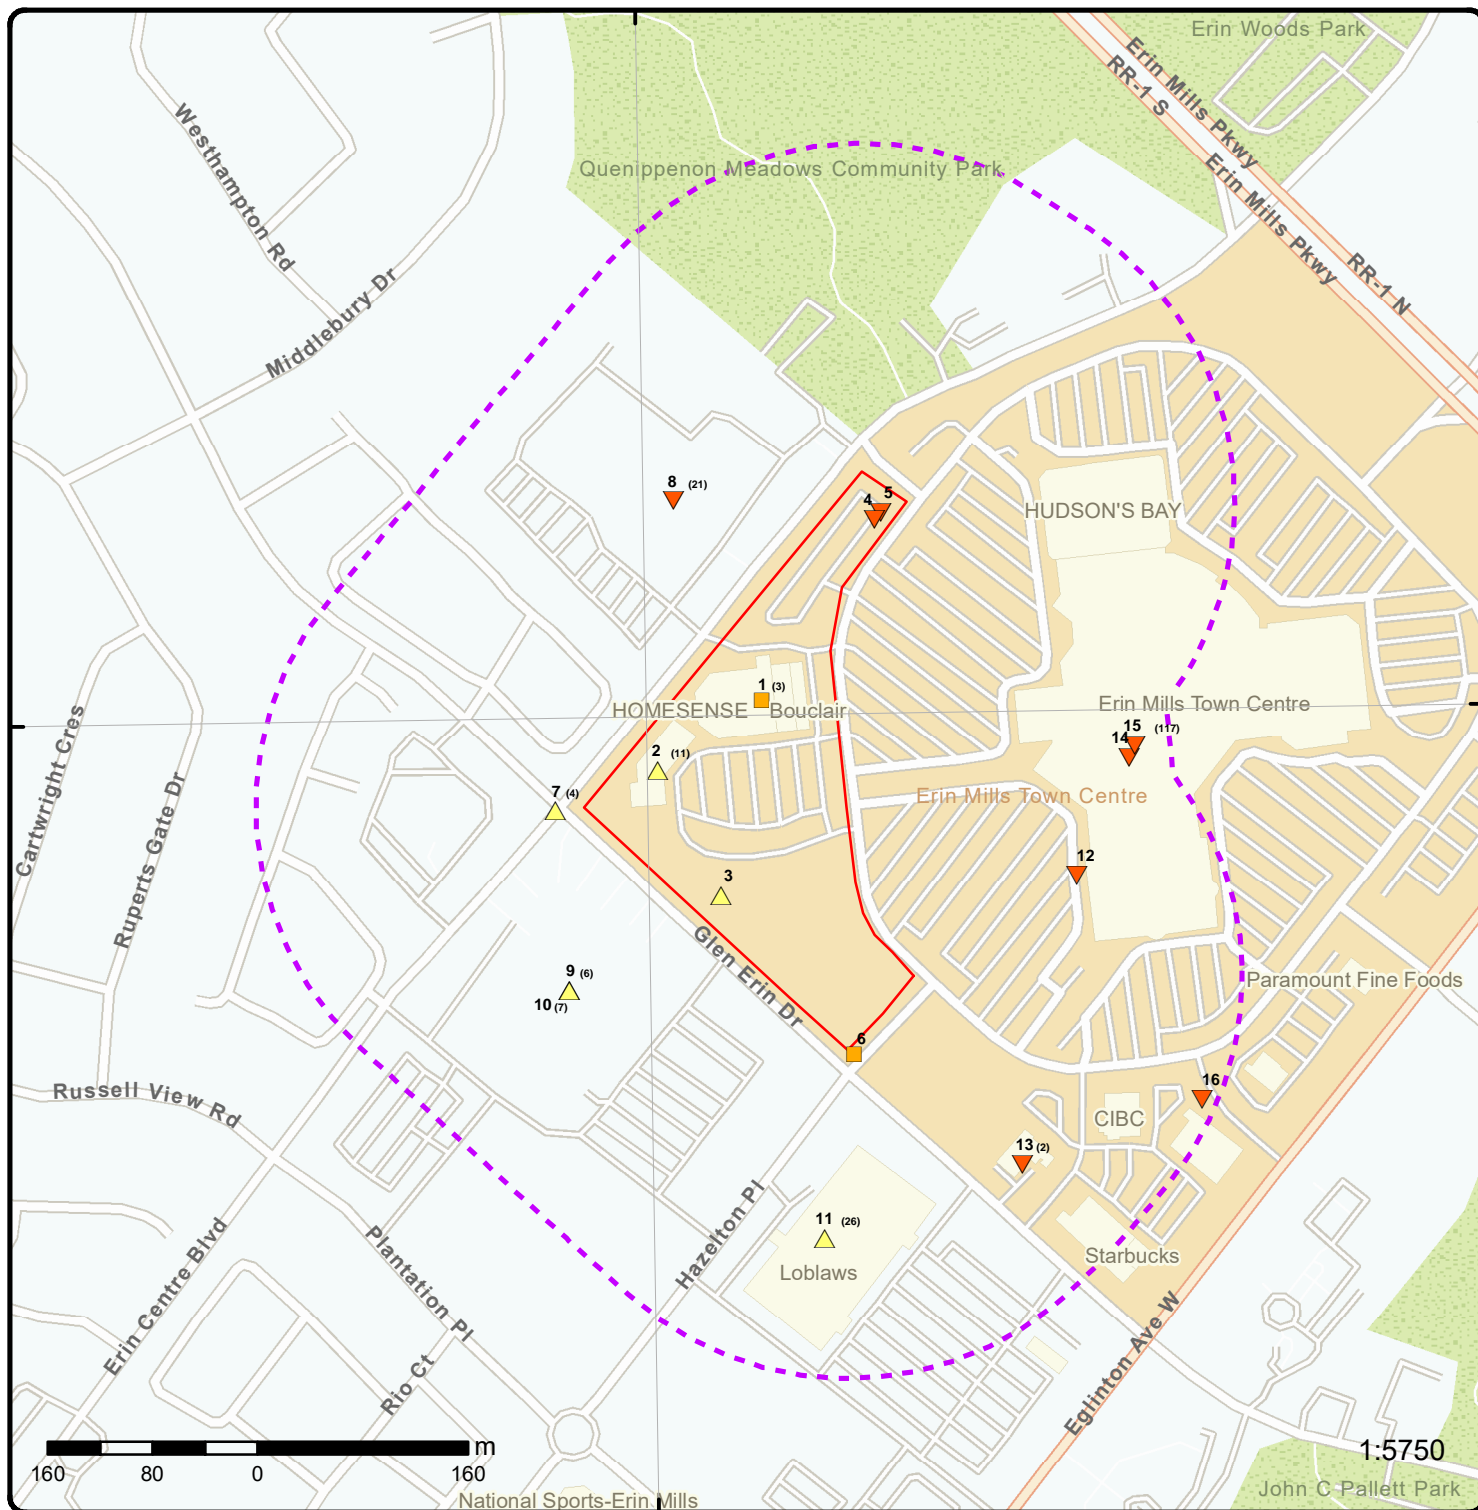 Erin Woods Park
Erin Mills Pkwy
RR-1 S
Erin Mills Pkwy
RR-1 N
Westhampton Rd
Quenippenon Meadows Community Park
Middlebury Dr
8 (21)
4
5
HUDSON'S BAY
1 (3)
HOMESENSE
Bouclair
Erin Mills Town Centre
15 (117)
14
2 (11)
7 (4)
Erin Mills Town Centre
Cartwright Cres
Ruperts Gate Dr
3
12
Glen Erin Dr
9 (6)
10 (7)
Paramount Fine Foods
6
16
Russell View Rd
CIBC
13 (2)
11 (26)
Loblaws
Hazelton Pl
Starbucks
Erin Centre Blvd
Plantation Pl
Rio Ct
Eglinton Ave W
m
160 80 0 160
1:5750
John C Pallett Park
National Sports-Erin Mills